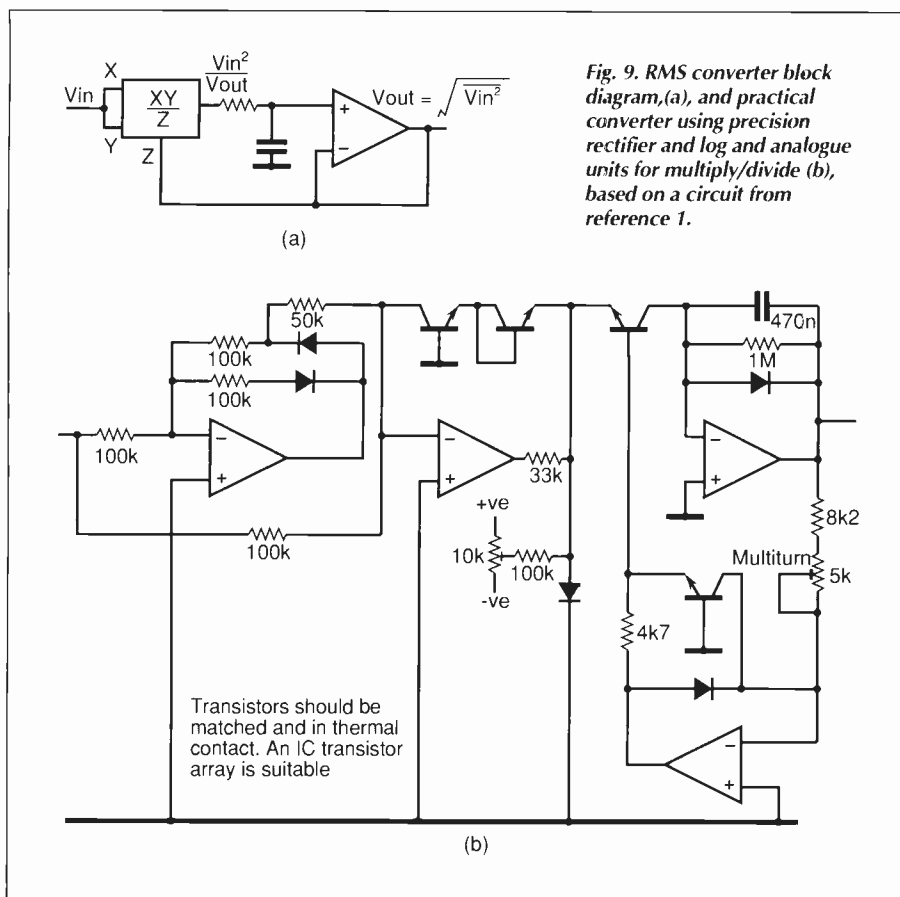 Fig. 9. RMS converter block
diagram,(a), and practical
converter using precision
rectifier and log and analogue
units for multiply/divide (b),
based on a circuit from
reference 1.
Vin
X
Y
XY
Z
Z
Vin²
Vout
+
−
Vout = √Vin²
(a)
50k
100k
100k
100k
−
+
100k
−
+
33k
+ve
10k
100k
-ve
470n
1M
−
+
8k2
Multiturn
5k
4k7
−
+
Transistors should be
matched and in thermal
contact. An IC transistor
array is suitable
(b)